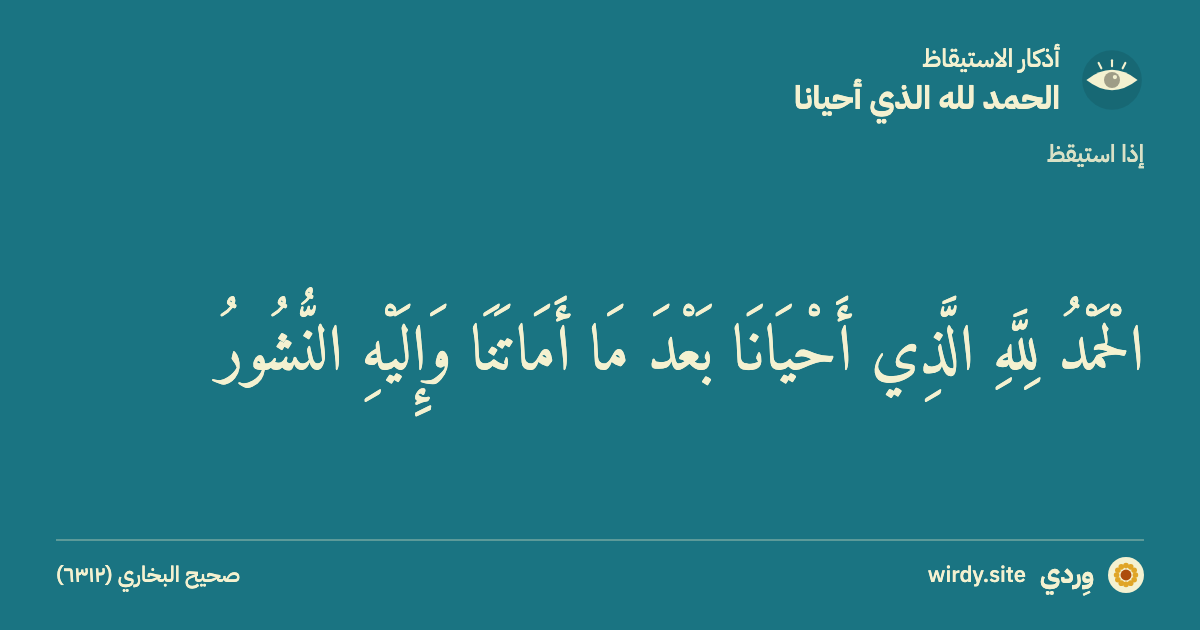 أذكار الاستيقاظ
الحمد لله الذي أحيانا
إذا استيقظ
الْحَمْدُ لِلَّهِ الَّذِي أَحْيَانَا بَعْدَ مَا أَمَاتَنَا وَإِلَيْهِ النُّشُورُ
وِردي wirdy.site
صحيح البخاري (٦٣١٢)